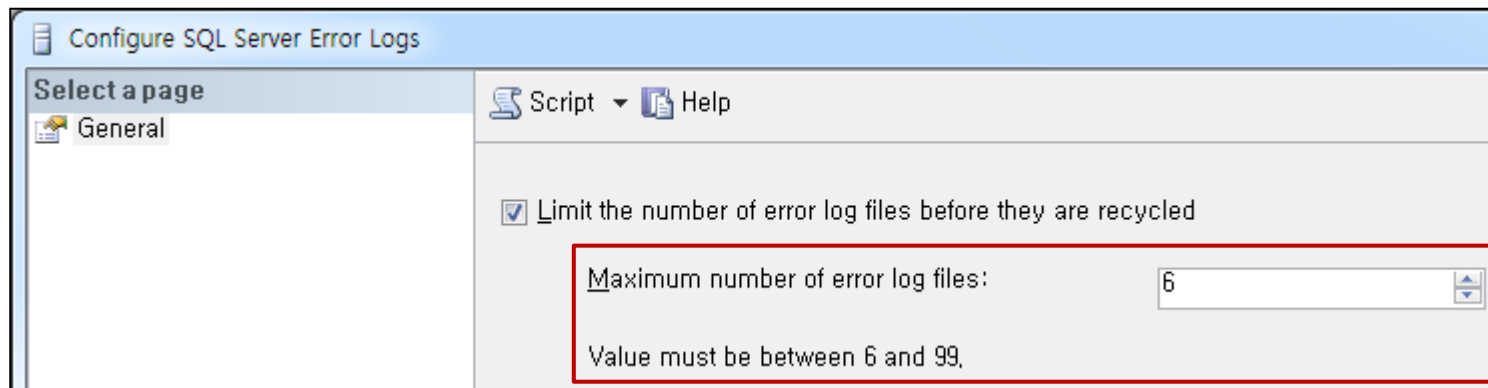 Configure SQL Server Error Logs
Select a page
General
Script Help
Limit the number of error log files before they are recycled
Maximum number of error log files: 6
Value must be between 6 and 99,